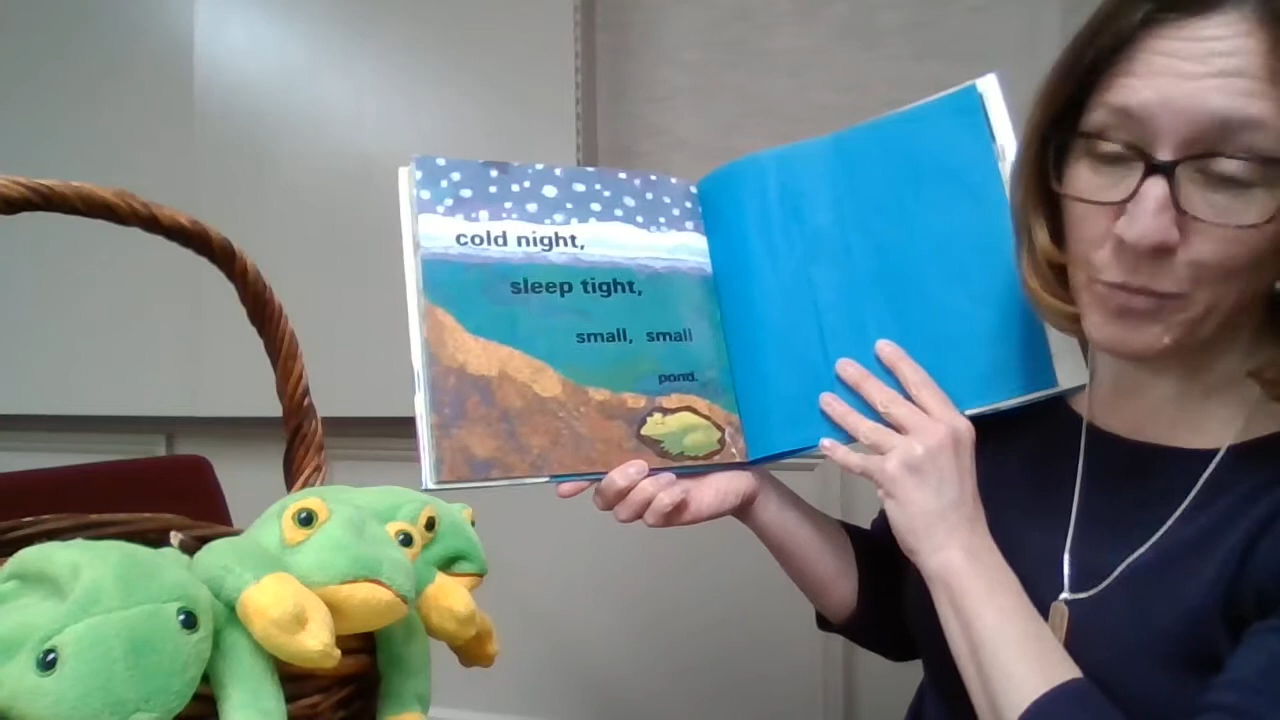 cold night,
sleep tight,
small, small
pond.